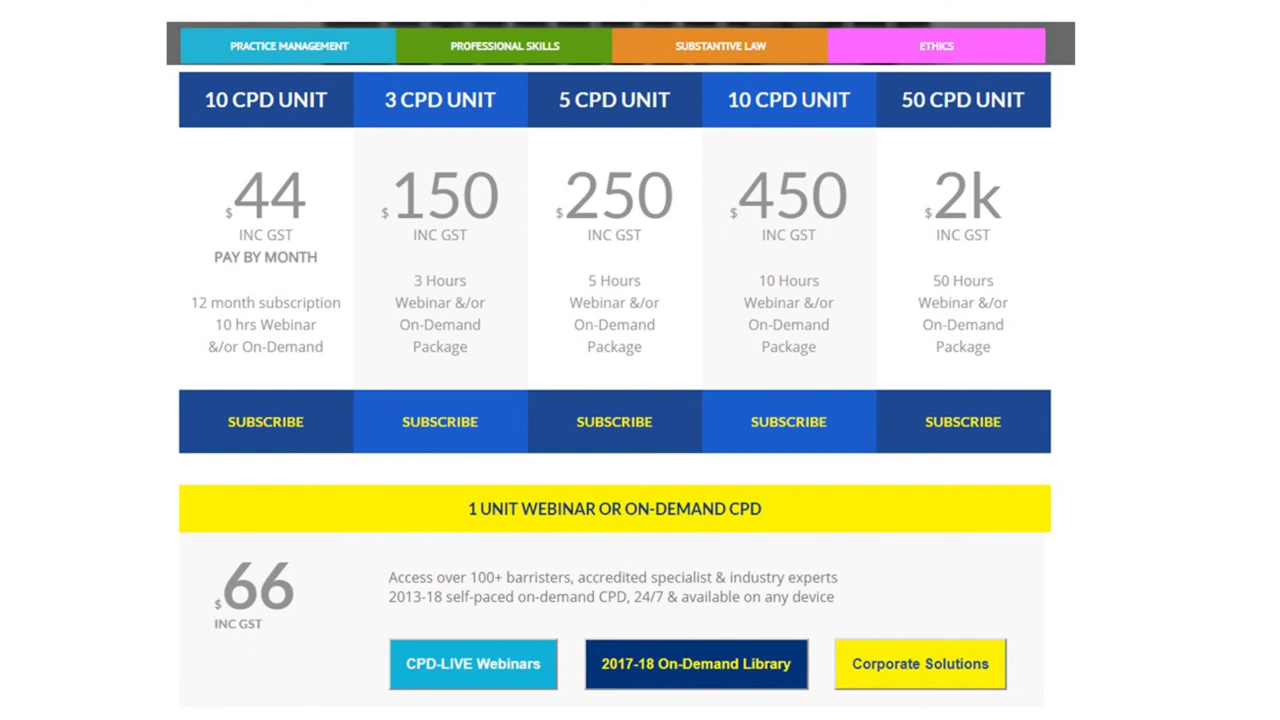 PRACTICE MANAGEMENT PROFESSIONAL SKILLS SUBSTANTIVE LAW ETHICS
10 CPD UNIT 3 CPD UNIT 5 CPD UNIT 10 CPD UNIT 50 CPD UNIT
$44 $150 $250 $450 $2k
INC GST INC GST INC GST INC GST INC GST
PAY BY MONTH
3 Hours 5 Hours 10 Hours 50 Hours
12 month subscription Webinar &/or Webinar &/or Webinar &/or Webinar &/or
10 hrs Webinar On-Demand On-Demand On-Demand On-Demand
&/or On-Demand Package Package Package Package
SUBSCRIBE SUBSCRIBE SUBSCRIBE SUBSCRIBE SUBSCRIBE
1 UNIT WEBINAR OR ON-DEMAND CPD
$66
INC GST
Access over 100+ barristers, accredited specialist & industry experts
2013-18 self-paced on-demand CPD, 24/7 & available on any device
CPD-LIVE Webinars 2017-18 On-Demand Library Corporate Solutions